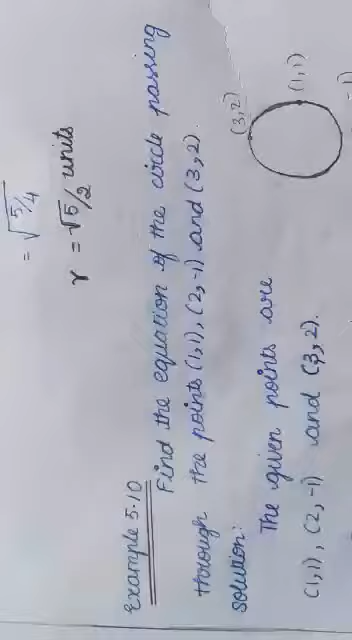 = √5/4
r = √5/2 units
Example 5.10
Find the equation of the circle passing
through the points (1,1), (2,-1) and (3,2).
solution:
The given points are
(1,1), (2,-1) and (3,2).
(3,2)
(1,1)
-1)